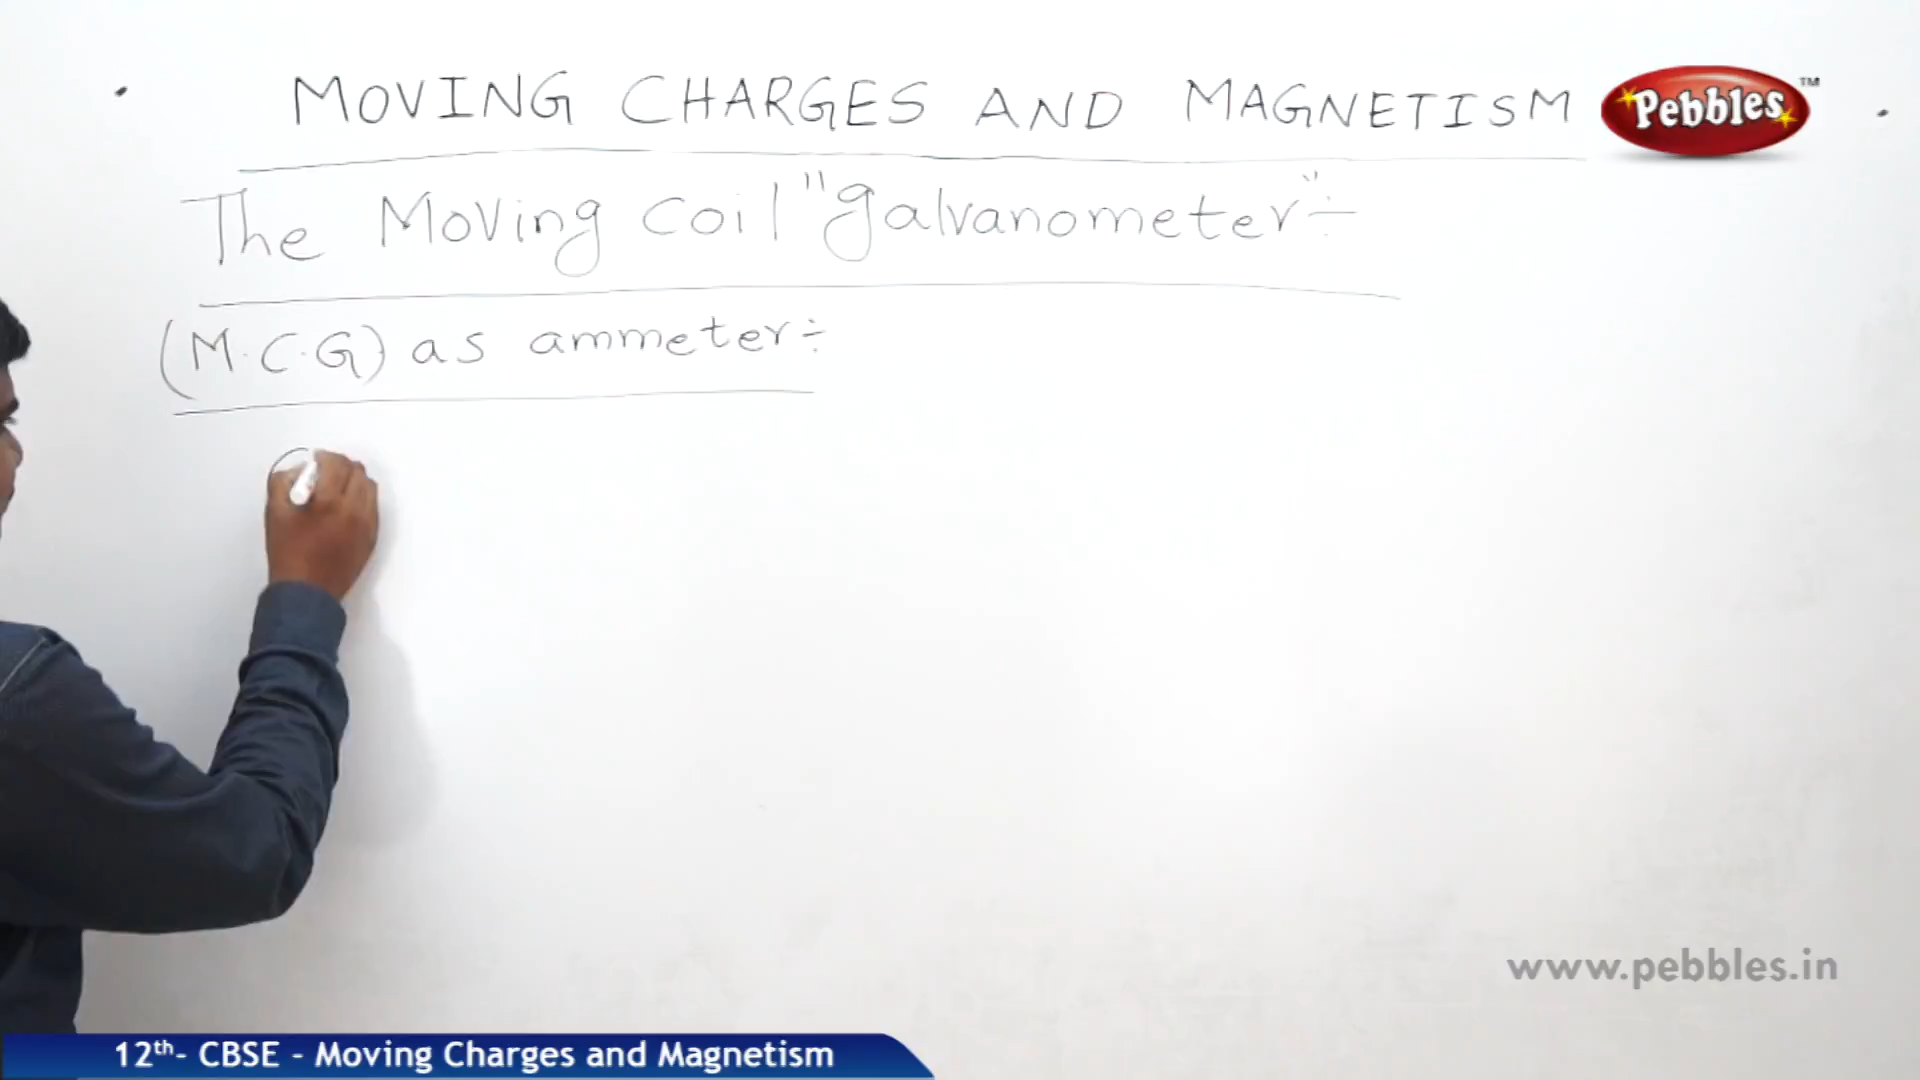 MOVING CHARGES AND MAGNETISM
Pebbles™
The Moving coil "galvanometer" ÷
(M.C.G) as ammeter ÷
www.pebbles.in
12th- CBSE - Moving Charges and Magnetism